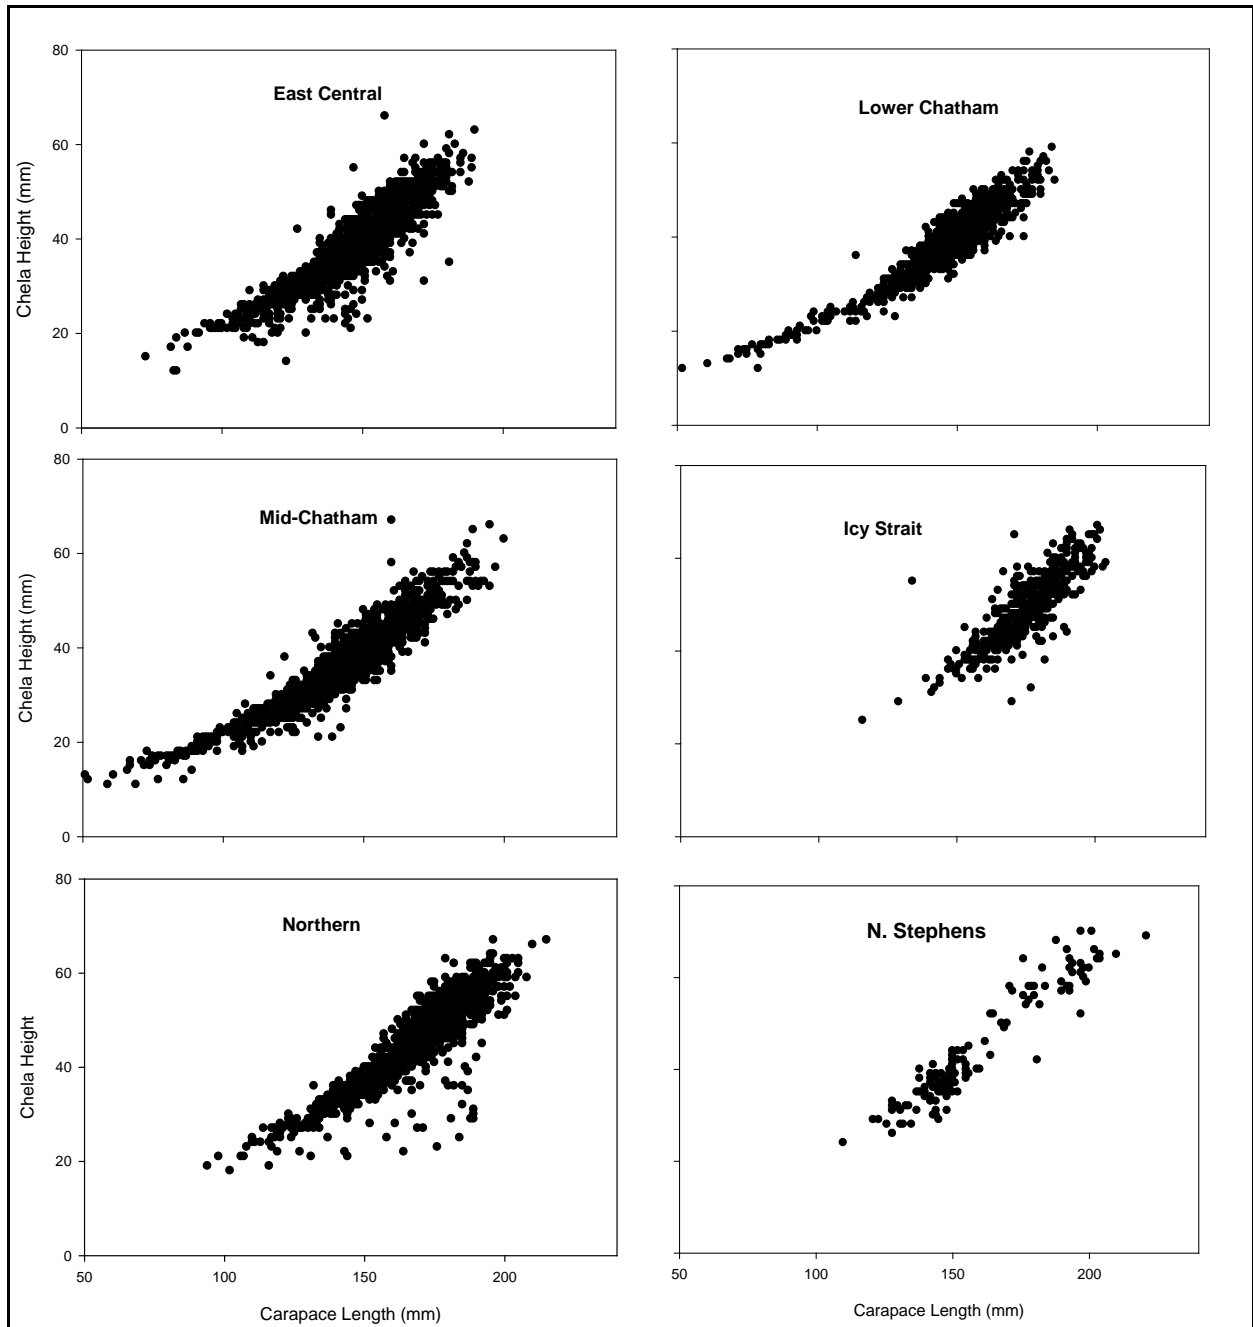 80
60
40
20
0
Chela Height (mm)
East Central
Lower Chatham
80
60
40
20
0
Chela Height (mm)
Mid-Chatham
Icy Strait
80
60
40
20
0
Chela Height
Northern
N. Stephens
50 100 150 200
Carapace Length (mm)
50 100 150 200
Carapace Length (mm)